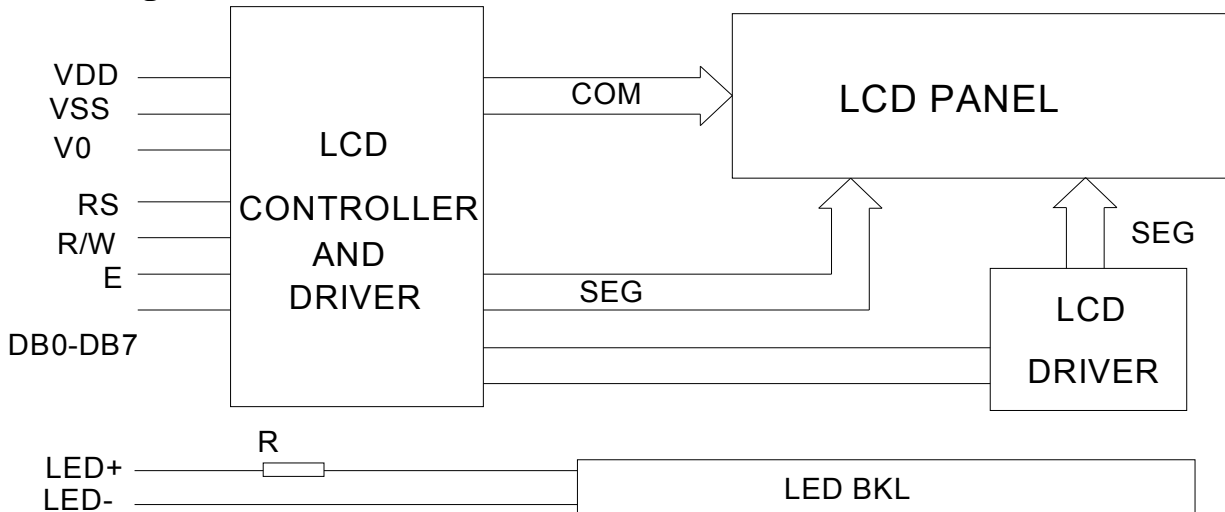 VDD
VSS
V0
RS
R/W
E
DB0-DB7
LCD
CONTROLLER
AND
DRIVER
COM
SEG
LCD PANEL
SEG
LCD
DRIVER
R
LED+
LED-
LED BKL